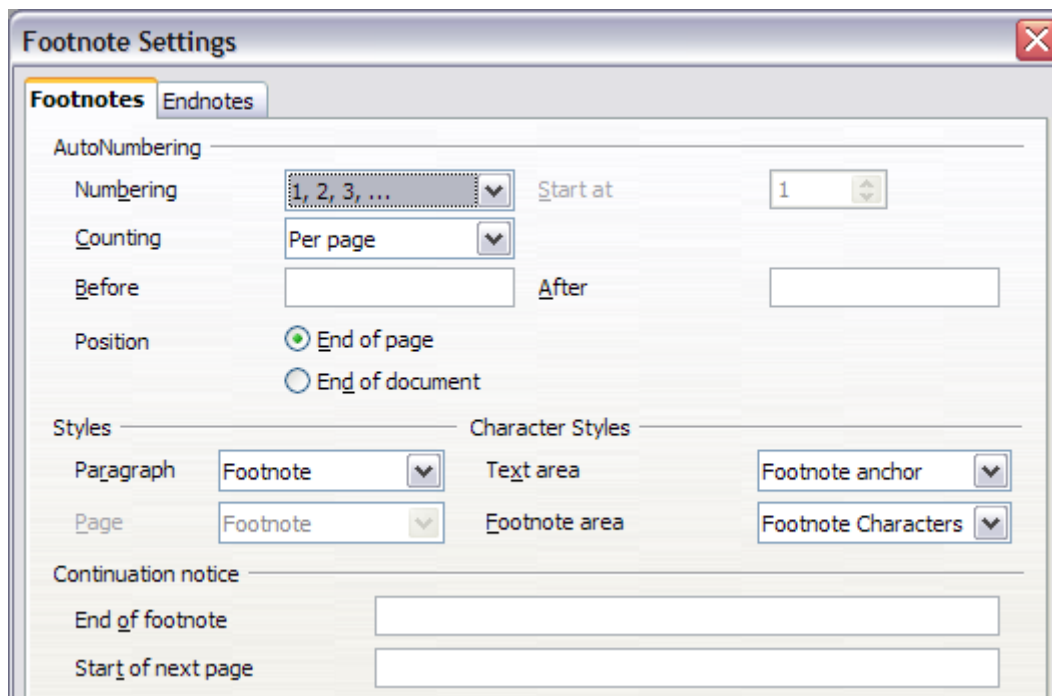 Footnote Settings
Footnotes Endnotes
AutoNumbering
Numbering 1, 2, 3, ... Start at 1
Counting Per page
Before After
Position End of page
End of document
Styles Character Styles
Paragraph Footnote Text area Footnote anchor
Page Footnote Footnote area Footnote Characters
Continuation notice
End of footnote
Start of next page